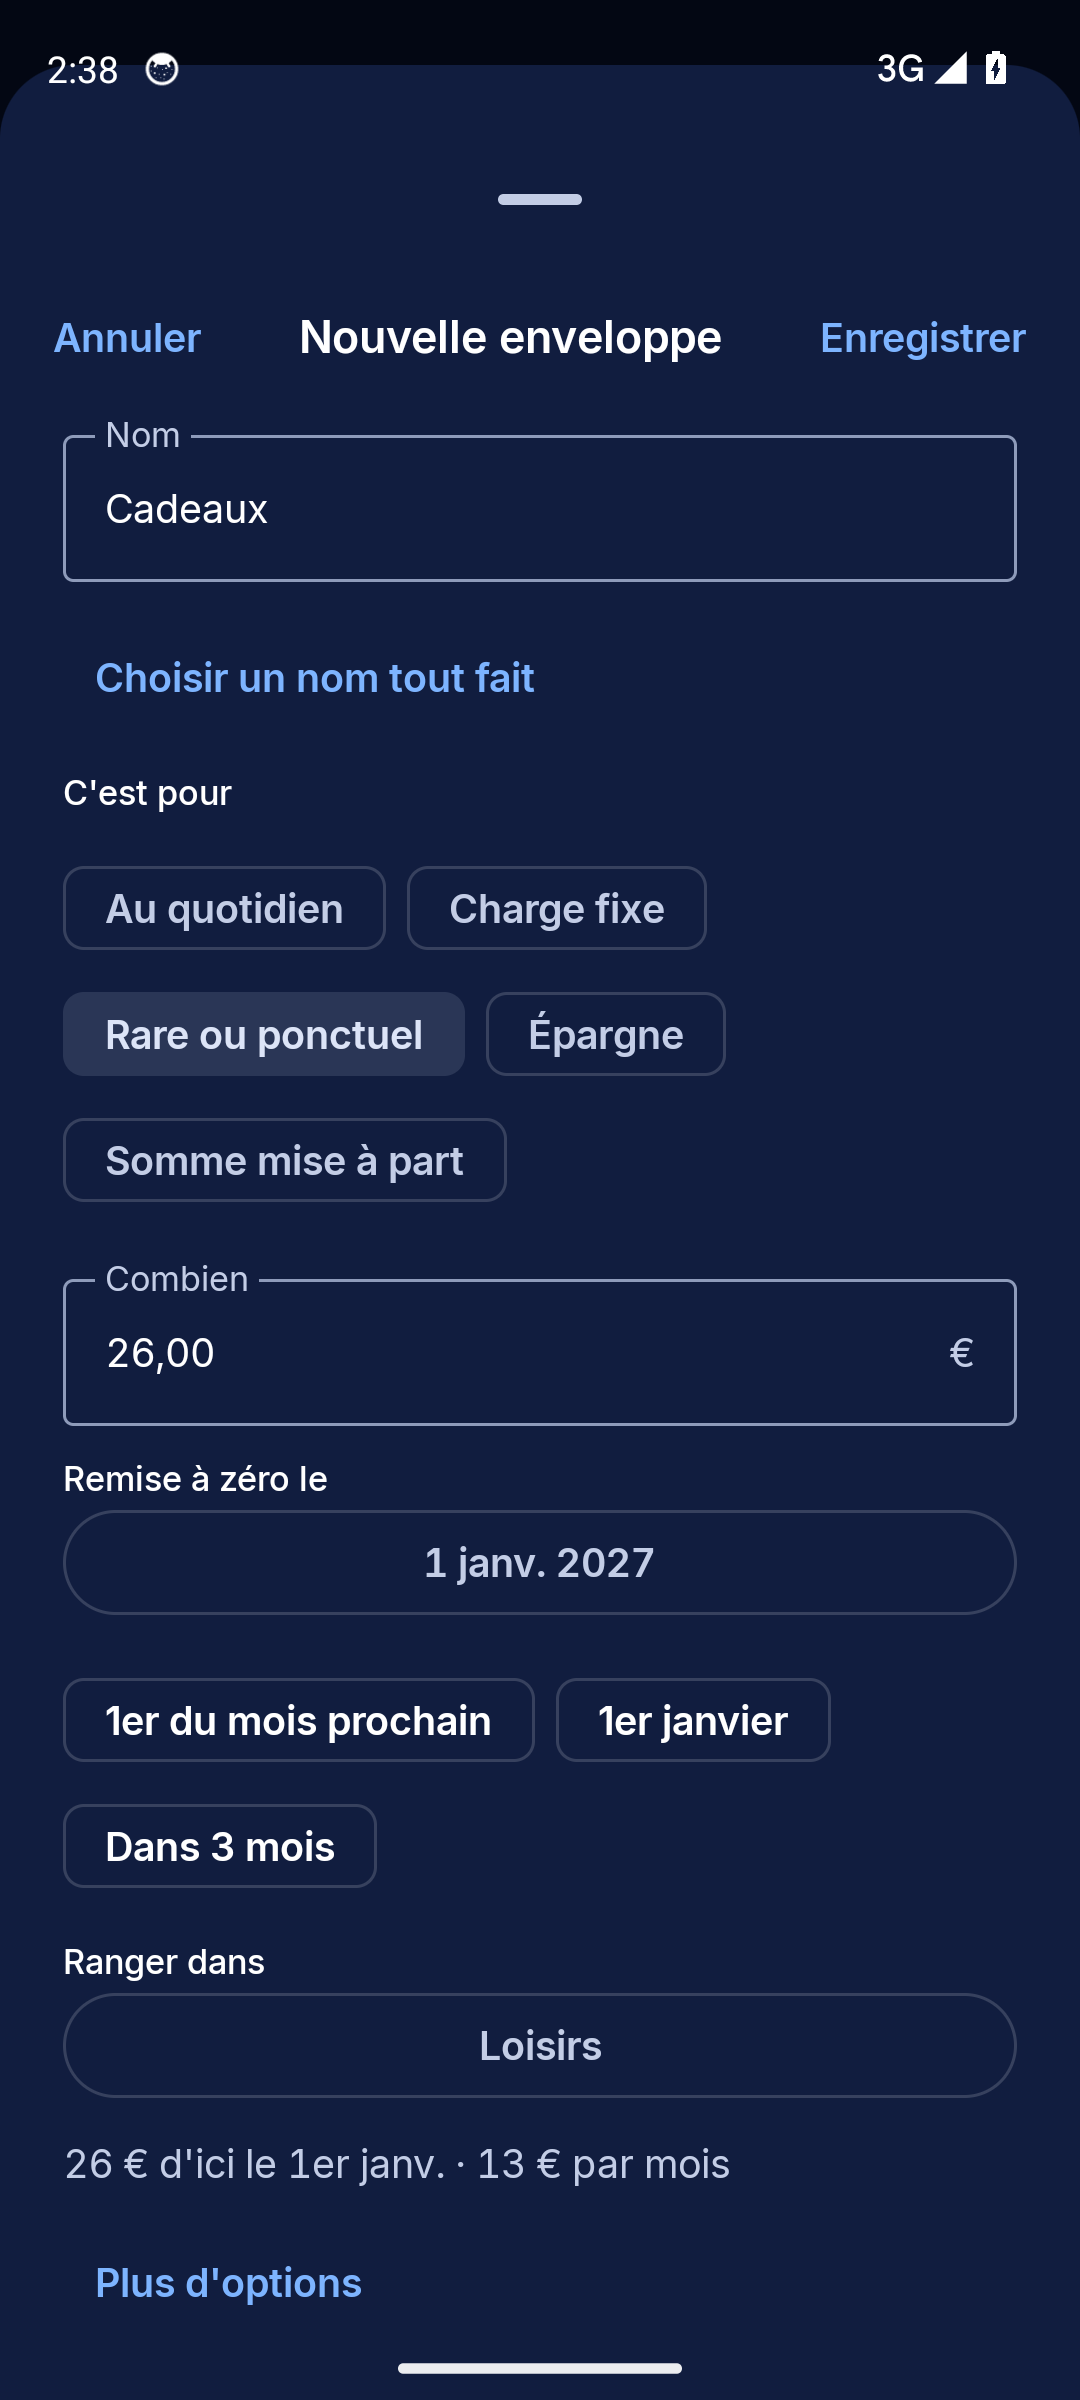 2:38
3G
Annuler
Nouvelle enveloppe
Enregistrer
Nom
Cadeaux
Choisir un nom tout fait
C'est pour
Au quotidien
Charge fixe
Rare ou ponctuel
Épargne
Somme mise à part
Combien
26,00 €
Remise à zéro le
1 janv. 2027
1er du mois prochain
1er janvier
Dans 3 mois
Ranger dans
Loisirs
26 € d'ici le 1er janv. · 13 € par mois
Plus d'options